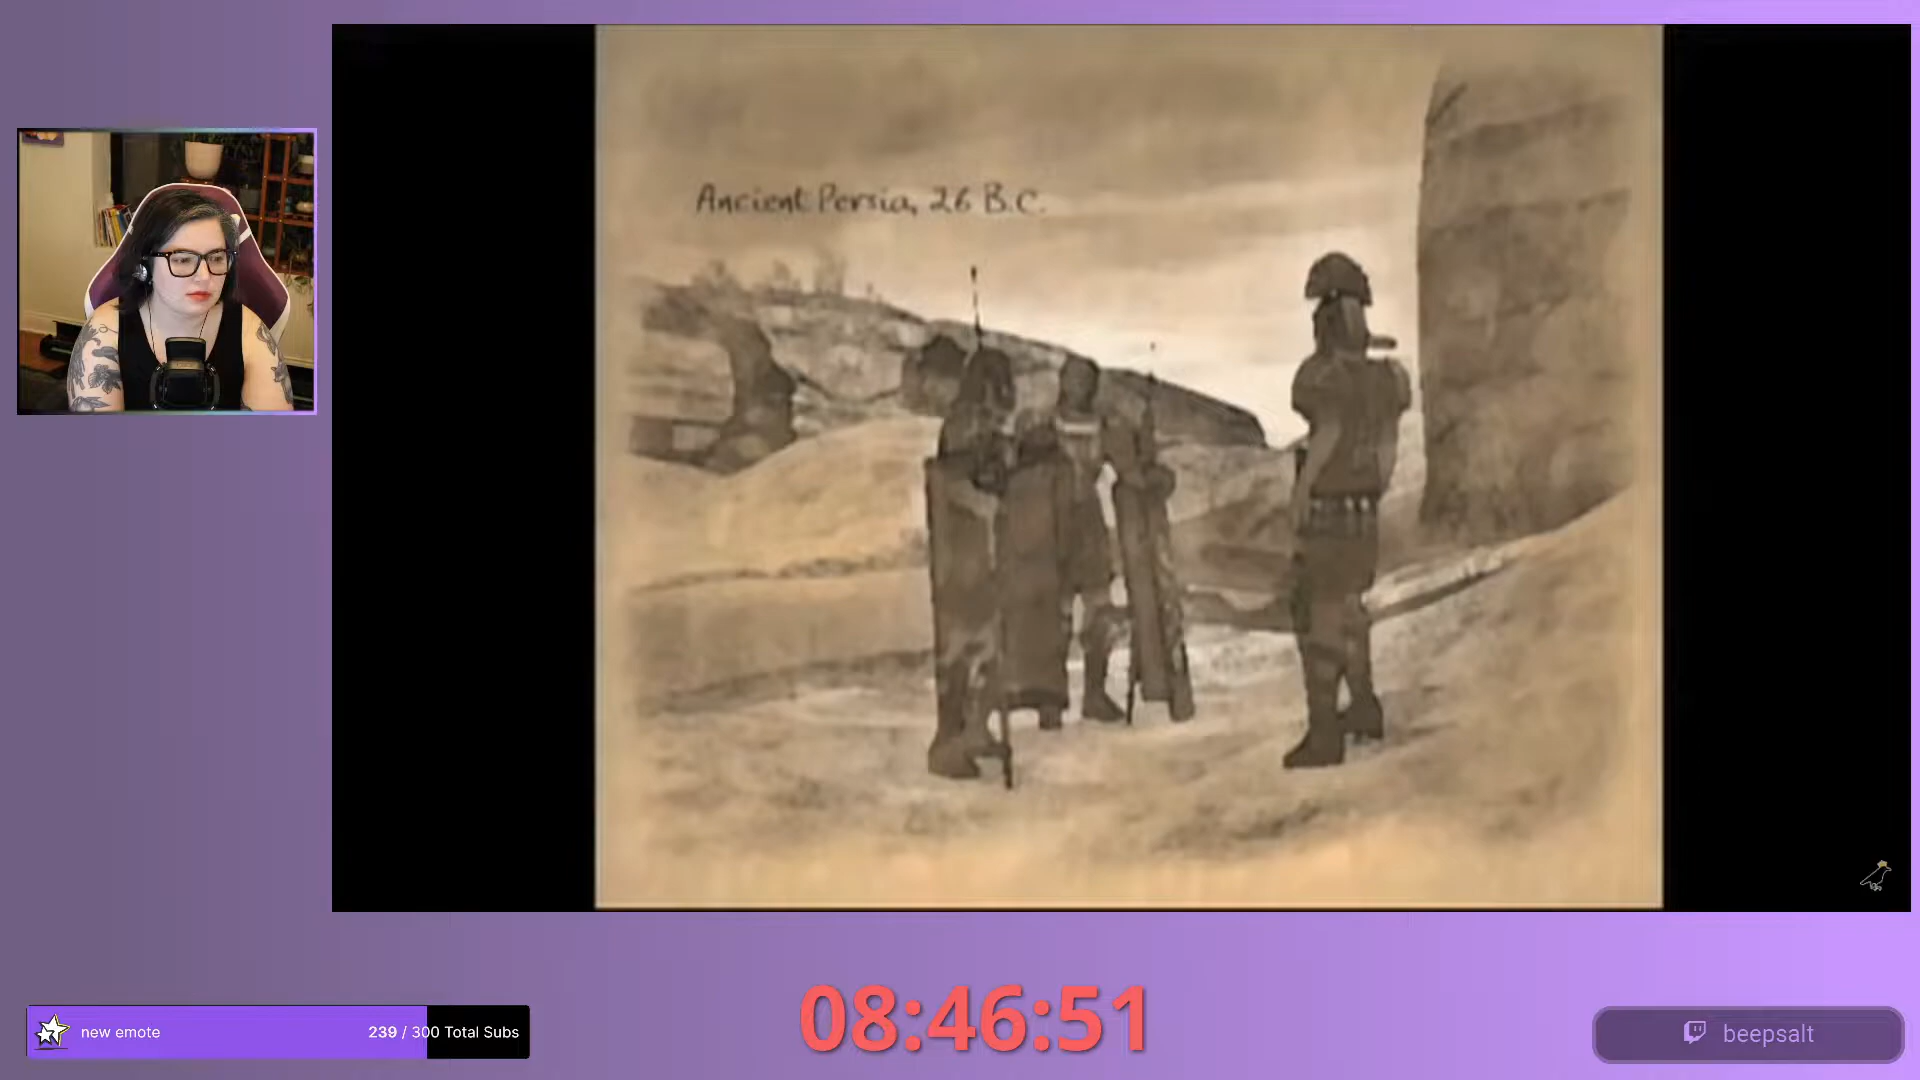 Ancient Persia, 26 B.C.
new emote
239 / 300 Total Subs
08:46:51
beepsalt